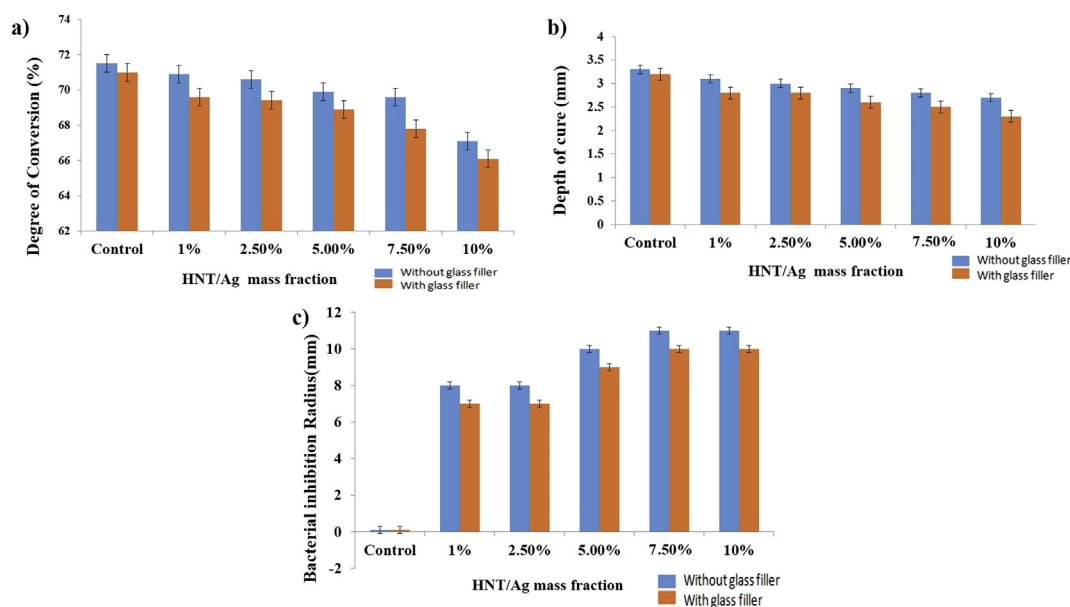 a)
Degree of Conversion (%)
74
72
70
68
66
64
62
Control 1% 2.50% 5.00% 7.50% 10%
HNT/Ag mass fraction
Without glass filler
With glass filler
b)
Depth of cure (mm)
4
3.5
3
2.5
2
1.5
1
0.5
0
Control 1% 2.50% 5.00% 7.50% 10%
HNT/Ag mass fraction
Without glass filler
With glass filler
c)
Bacterial inhibition Radius(mm)
12
10
8
6
4
2
0
-2
Control 1% 2.50% 5.00% 7.50% 10%
HNT/Ag mass fraction
Without glass filler
With glass filler